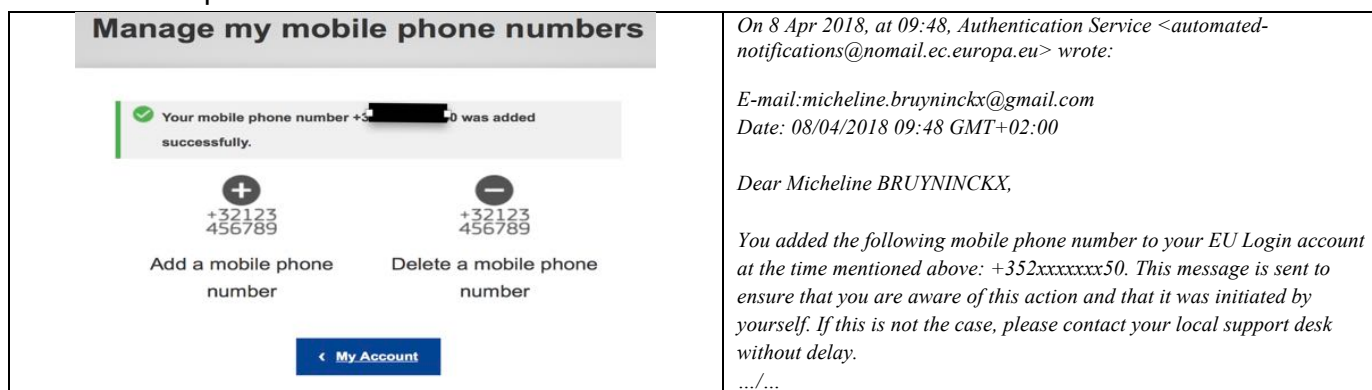 Manage my mobile phone numbers
Your mobile phone number +3 0 was added
successfully.
+32123
456789
Add a mobile phone
number
+32123
456789
Delete a mobile phone
number
< My Account
On 8 Apr 2018, at 09:48, Authentication Service <automated-
notifications@nomail.ec.europa.eu> wrote:
E-mail:micheline.bruyninckx@gmail.com
Date: 08/04/2018 09:48 GMT+02:00
Dear Micheline BRUYNINCKX,
You added the following mobile phone number to your EU Login account
at the time mentioned above: +352xxxxxxx50. This message is sent to
ensure that you are aware of this action and that it was initiated by
yourself. If this is not the case, please contact your local support desk
without delay.
…/…